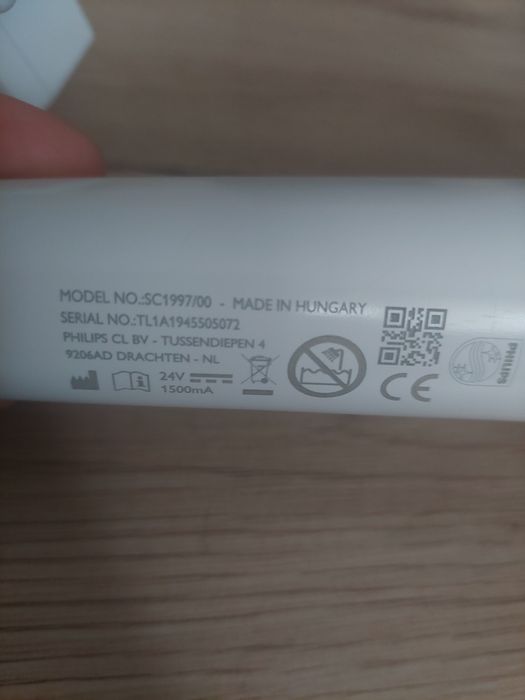 MODEL NO.:SC1997/00 - MADE IN HUNGARY
SERIAL NO.:TL1A1945505072
PHILIPS CL BV - TUSSENDIEPEN 4
9206AD DRACHTEN - NL
24V
1500mA
CE
PHILIPS